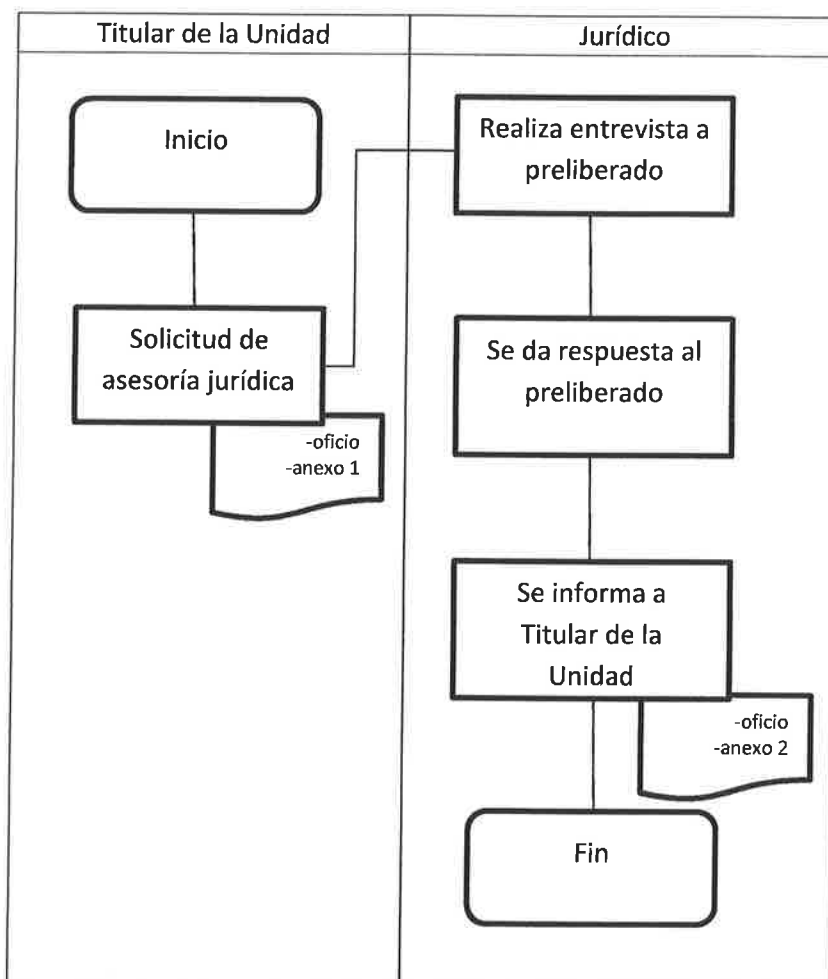 Titular de la Unidad
Jurídico
Inicio
Solicitud de
asesoría jurídica
-oficio
-anexo 1
Realiza entrevista a
preliberado
Se da respuesta al
preliberado
Se informa a
Titular de la
Unidad
-oficio
-anexo 2
Fin